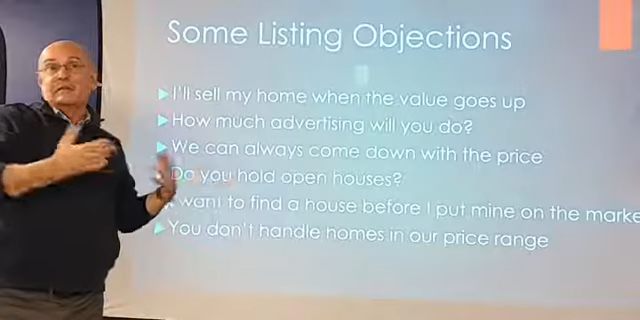 Some Listing Objections
I'll sell my home when the value goes up
How much advertising will you do?
We can always come down with the price
Do you hold open houses?
want to find a house before I put mine on the marke
You don't handle homes in our price range